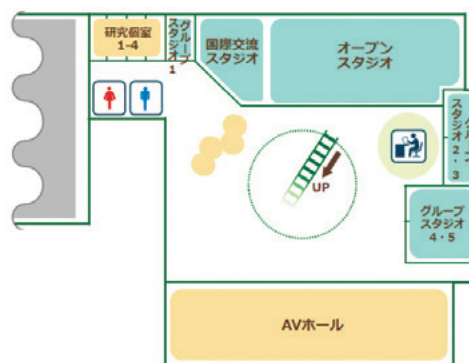 研究個室
1-4
グループ
スタジオ
1
国際交流
スタジオ
オープン
スタジオ
スタジオ
2・3
UP
グループ
スタジオ
4・5
AVホール